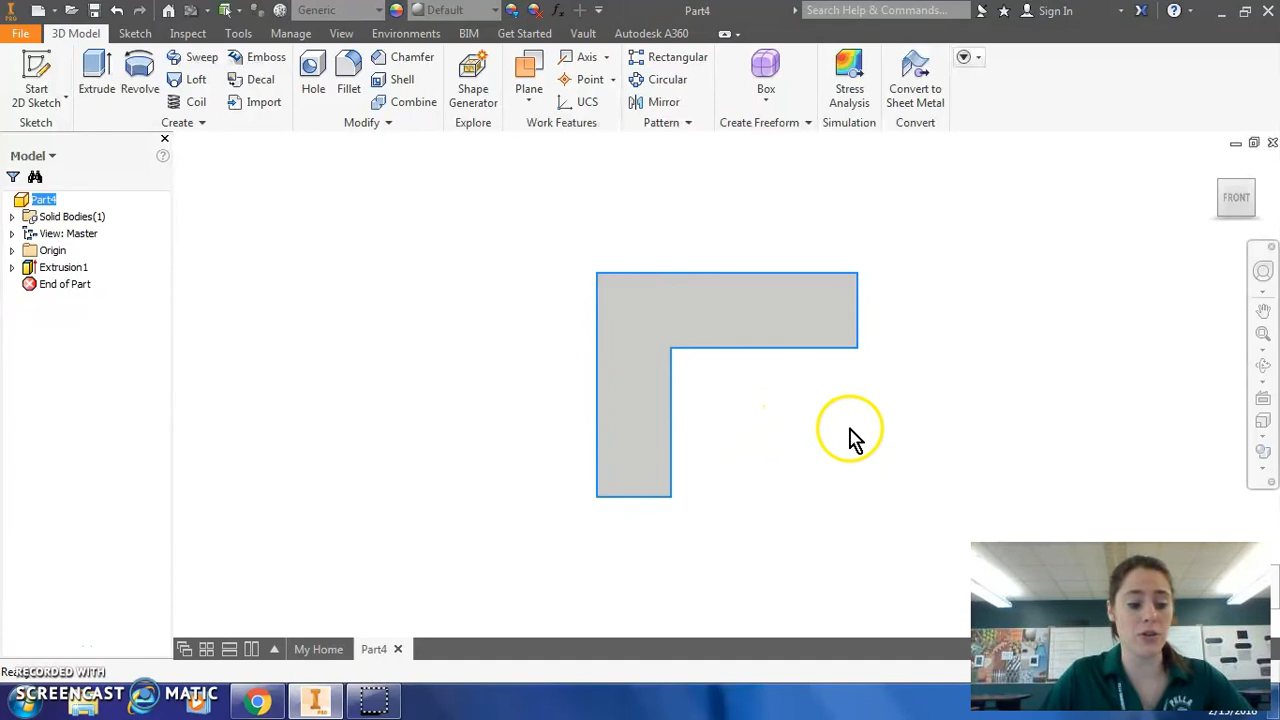 PRO
Generic
Default
Part4
Search Help & Commands...
Sign In
File
3D Model
Sketch
Inspect
Tools
Manage
View
Environments
BIM
Get Started
Vault
Autodesk A360
Start
2D Sketch
Extrude
Revolve
Sweep
Loft
Coil
Emboss
Decal
Import
Hole
Fillet
Chamfer
Shell
Combine
Shape
Generator
Plane
Axis
Point
UCS
Rectangular
Circular
Mirror
Box
Stress
Analysis
Convert to
Sheet Metal
Sketch
Create
Modify
Explore
Work Features
Pattern
Create Freeform
Simulation
Convert
Model
Part4
Solid Bodies(1)
View: Master
Origin
Extrusion1
End of Part
FRONT
My Home
Part4
RECORDED WITH
SCREENCAST MATIC
PRO
PELLA